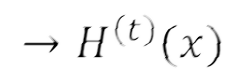 → H^{(t)}(x)